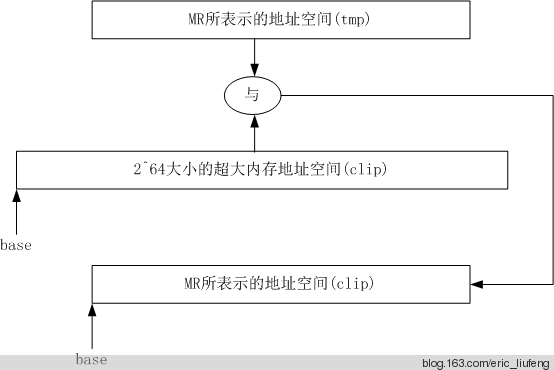 MR所表示的地址空间(tmp)
与
2^64大小的超大内存地址空间(clip)
base
MR所表示的地址空间(clip)
base
blog.163.com/eric_liufeng